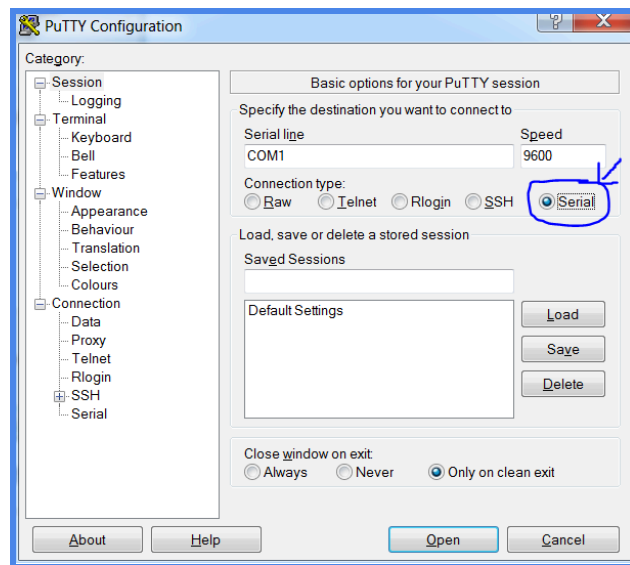 PuTTY Configuration
Category:
Session
Logging
Terminal
Keyboard
Bell
Features
Window
Appearance
Behaviour
Translation
Selection
Colours
Connection
Data
Proxy
Telnet
Rlogin
SSH
Serial
Basic options for your PuTTY session
Specify the destination you want to connect to
Serial line Speed
COM1 9600
Connection type:
Raw Telnet Rlogin SSH Serial
Load, save or delete a stored session
Saved Sessions
Default Settings
Load
Save
Delete
Close window on exit:
Always Never Only on clean exit
About Help Open Cancel